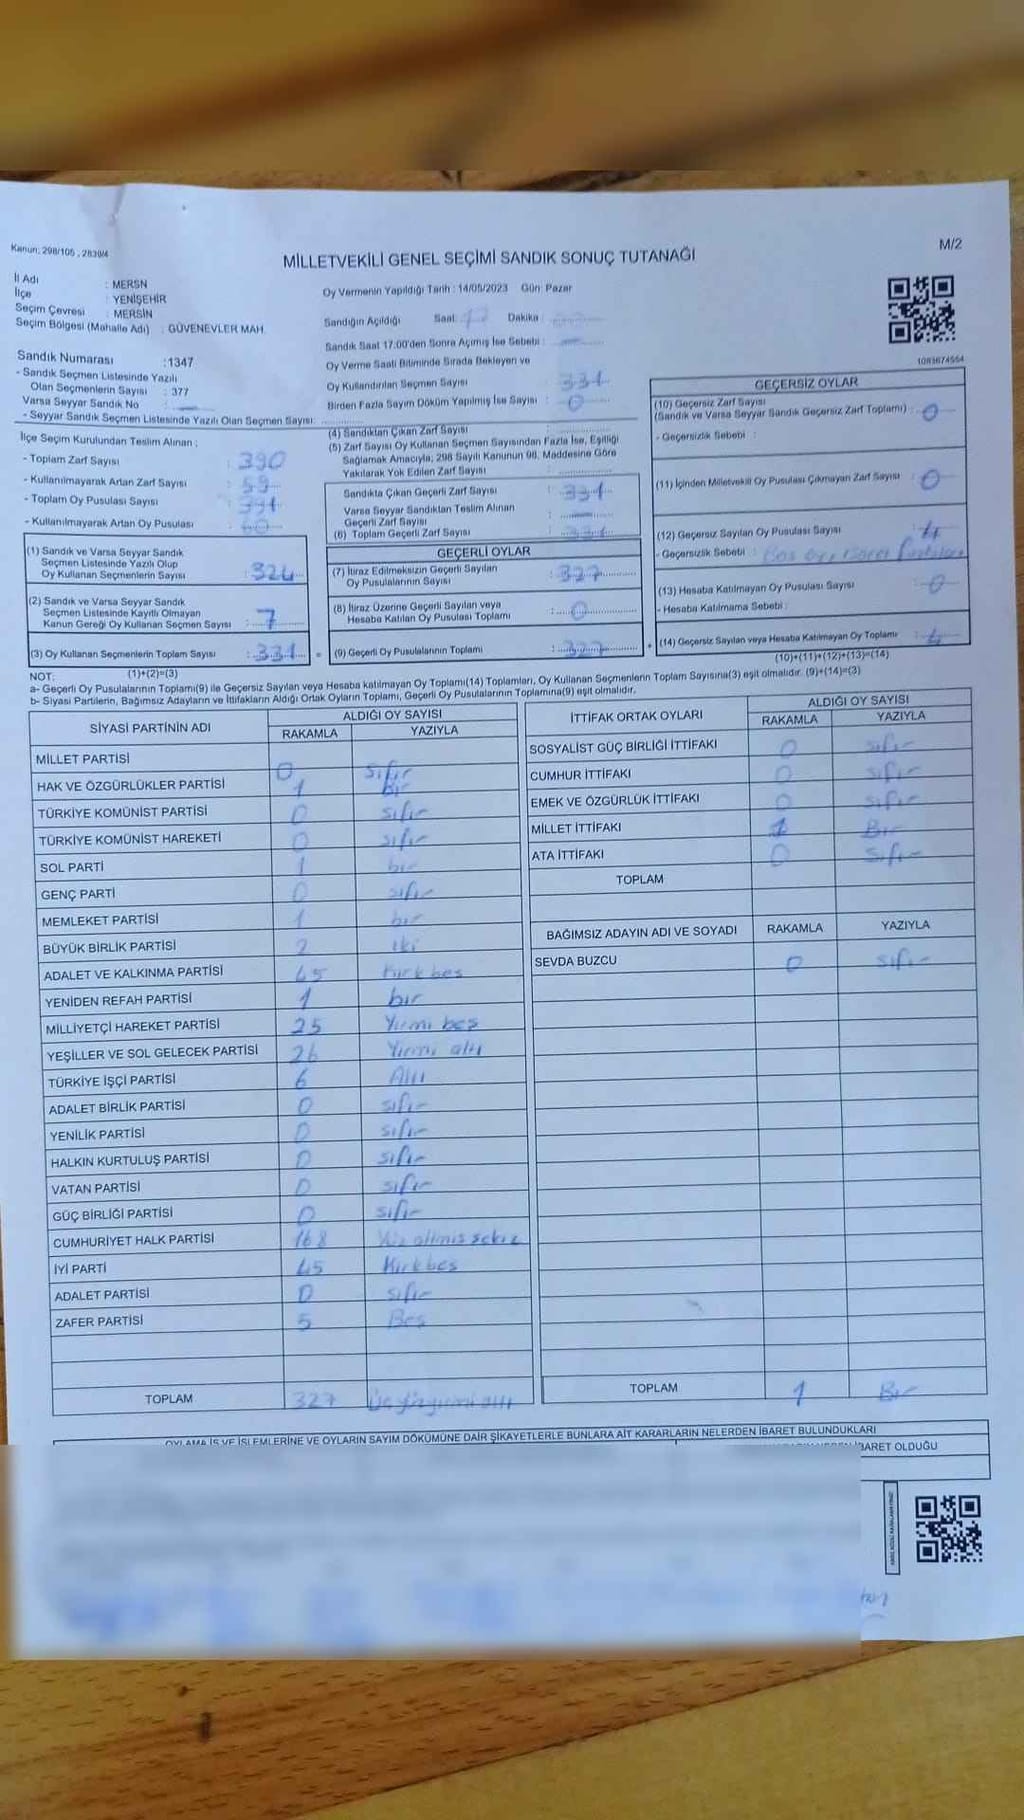 Kanun: 298/105 , 2839/4
M/2
MİLLETVEKİLİ GENEL SEÇİMİ SANDIK SONUÇ TUTANAĞI
İl Adı : MERSN
İlçe : YENİŞEHİR
Seçim Çevresi : MERSİN
Seçim Bölgesi (Mahalle Adı) : GÜVENEVLER MAH.
Oy Vermenin Yapıldığı Tarih : 14/05/2023 Gün: Pazar
Sandığın Açıldığı Saat: 17 Dakika :
Sandık Saat 17:00'den Sonra Açımış İse Sebebi :
Oy Verme Saati Bitiminde Sırada Bekleyen ve
Oy Kullandırılan Seçmen Sayısı : 331
Birden Fazla Sayım Döküm Yapılmış İse Sayısı : 0
1083674554
Sandık Numarası :1347
- Sandık Seçmen Listesinde Yazılı
Olan Seçmenlerin Sayısı : 377
Varsa Seyyar Sandık No :
- Seyyar Sandık Seçmen Listesinde Yazılı Olan Seçmen Sayısı:
İlçe Seçim Kurulundan Teslim Alınan :
- Toplam Zarf Sayısı : 390
- Kullanılmayarak Artan Zarf Sayısı : 59
- Toplam Oy Pusulası Sayısı : 391
- Kullanılmayarak Artan Oy Pusulası : 60
(1) Sandık ve Varsa Seyyar Sandık
Seçmen Listesinde Yazılı Olup
Oy Kullanan Seçmenlerin Sayısı : 324
(2) Sandık ve Varsa Seyyar Sandık
Seçmen Listesinde Kayıtlı Olmayan
Kanun Gereği Oy Kullanan Seçmen Sayısı : 7
(3) Oy Kullanan Seçmenlerin Toplam Sayısı : 331
(1)+(2)=(3)
(4) Sandıktan Çıkan Zarf Sayısı :
(5) Zarf Sayısı Oy Kullanan Seçmen Sayısından Fazla İse, Eşitliği
Sağlamak Amacıyla; 298 Sayılı Kanunun 98. Maddesine Göre
Yakılarak Yok Edilen Zarf Sayısı :
Sandıkta Çıkan Geçerli Zarf Sayısı : 331
Varsa Seyyar Sandıktan Teslim Alınan
Geçerli Zarf Sayısı :
(6) Toplam Geçerli Zarf Sayısı : 331
GEÇERLİ OYLAR
(7) İtiraz Edilmeksizin Geçerli Sayılan
Oy Pusulalarının Sayısı : 327
(8) İtiraz Üzerine Geçerli Sayılan veya
Hesaba Katılan Oy Pusulası Toplamı : 0
(9) Geçerli Oy Pusulalarının Toplamı : 327
GEÇERSİZ OYLAR
(10) Geçersiz Zarf Sayısı
(Sandık ve Varsa Seyyar Sandık Geçersiz Zarf Toplamı) : 0
- Geçersizlik Sebebi :
(11) İçinden Milletvekili Oy Pusulası Çıkmayan Zarf Sayısı : 0
(12) Geçersiz Sayılan Oy Pusulası Sayısı : 4
- Geçersizlik Sebebi :
(13) Hesaba Katılmayan Oy Pusulası Sayısı : 0
- Hesaba Katılmama Sebebi :
(14) Geçersiz Sayılan veya Hesaba Katılmayan Oy Toplamı : 4
(10)+(11)+(12)+(13)=(14)
NOT:
a- Geçerli Oy Pusulalarının Toplamı(9) ile Geçersiz Sayılan veya Hesaba katılmayan Oy Toplamı(14) Toplamları, Oy Kullanan Seçmenlerin Toplam Sayısına(3) eşit olmalıdır. (9)+(14)=(3)
b- Siyasi Partilerin, Bağımsız Adayların ve İttifakların Aldığı Ortak Oyların Toplamı, Geçerli Oy Pusulalarının Toplamına(9) eşit olmalıdır.
SİYASİ PARTİNİN ADI ALDIĞI OY SAYISI
RAKAMLA YAZIYLA
MİLLET PARTİSİ 0 sıfır
HAK VE ÖZGÜRLÜKLER PARTİSİ 1 Bir
TÜRKİYE KOMÜNİST PARTİSİ 0 sıfır
TÜRKİYE KOMÜNİST HAREKETİ 0 sıfır
SOL PARTİ 1 bir
GENÇ PARTİ 0 sıfır
MEMLEKET PARTİSİ 1 bir
BÜYÜK BİRLİK PARTİSİ 2 iki
ADALET VE KALKINMA PARTİSİ 45 kırk beş
YENİDEN REFAH PARTİSİ 1 bir
MİLLİYETÇİ HAREKET PARTİSİ 25 Yirmi beş
YEŞİLLER VE SOL GELECEK PARTİSİ 26 Yirmi altı
TÜRKİYE İŞÇİ PARTİSİ 6 Altı
ADALET BİRLİK PARTİSİ 0 sıfır
YENİLİK PARTİSİ 0 sıfır
HALKIN KURTULUŞ PARTİSİ 0 sıfır
VATAN PARTİSİ 0 sıfır
GÜÇ BİRLİĞİ PARTİSİ 0 sıfır
CUMHURİYET HALK PARTİSİ 168 Yüz altmış sekiz
İYİ PARTİ 45 Kırkbeş
ADALET PARTİSİ 0 sıfır
ZAFER PARTİSİ 5 Beş
TOPLAM 327 Üçyüzyirmi altı
İTTİFAK ORTAK OYLARI ALDIĞI OY SAYISI
RAKAMLA YAZIYLA
SOSYALİST GÜÇ BİRLİĞİ İTTİFAKI 0 sıfır
CUMHUR İTTİFAKI 0 sıfır
EMEK VE ÖZGÜRLÜK İTTİFAKI 0 sıfır
MİLLET İTTİFAKI 1 Bir
ATA İTTİFAKI 0 sıfır
TOPLAM
BAĞIMSIZ ADAYIN ADI VE SOYADI RAKAMLA YAZIYLA
SEVDA BUZCU 0 sıfır
TOPLAM 1 Bir
OYLAMA İŞ VE İŞLEMLERİNE VE OYLARIN SAYIM DÖKÜMÜNE DAİR ŞİKAYETLERLE BUNLARA AİT KARARLARIN NELERDEN İBARET BULUNDUKLARI
İBARET OLDUĞU